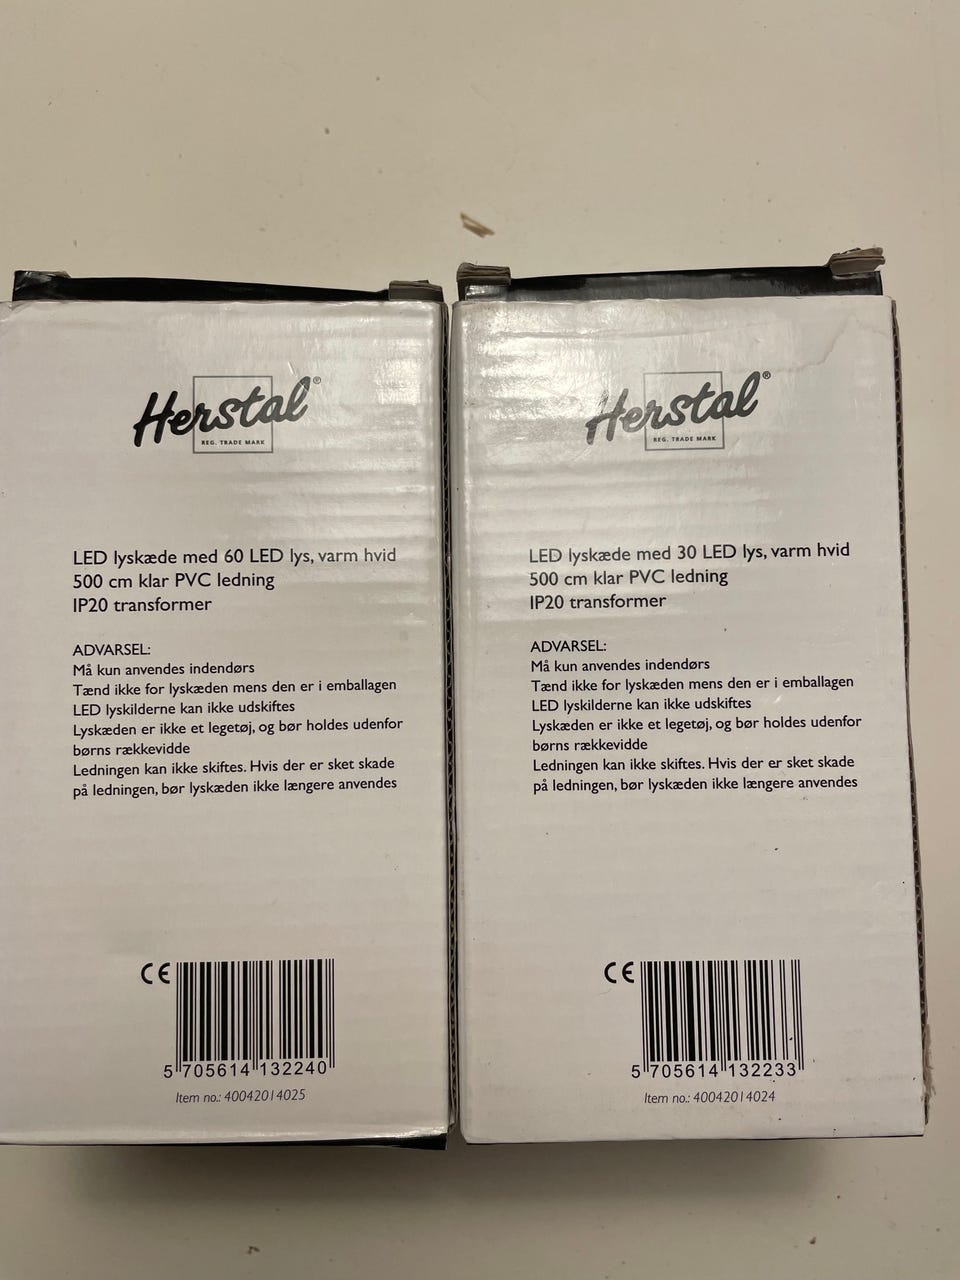 Herstal®
REG. TRADE MARK
LED lyskæde med 60 LED lys, varm hvid
500 cm klar PVC ledning
IP20 transformer
ADVARSEL:
Må kun anvendes indendørs
Tænd ikke for lyskæden mens den er i emballagen
LED lyskilderne kan ikke udskiftes
Lyskæden er ikke et legetøj, og bør holdes udenfor
børns rækkevidde
Ledningen kan ikke skiftes. Hvis der er sket skade
på ledningen, bør lyskæden ikke længere anvendes
CE
5 705614 132240
Item no.: 40042014025
Herstal®
REG. TRADE MARK
LED lyskæde med 30 LED lys, varm hvid
500 cm klar PVC ledning
IP20 transformer
ADVARSEL:
Må kun anvendes indendørs
Tænd ikke for lyskæden mens den er i emballagen
LED lyskilderne kan ikke udskiftes
Lyskæden er ikke et legetøj, og bør holdes udenfor
børns rækkevidde
Ledningen kan ikke skiftes. Hvis der er sket skade
på ledningen, bør lyskæden ikke længere anvendes
CE
5 705614 132233
Item no.: 40042014024